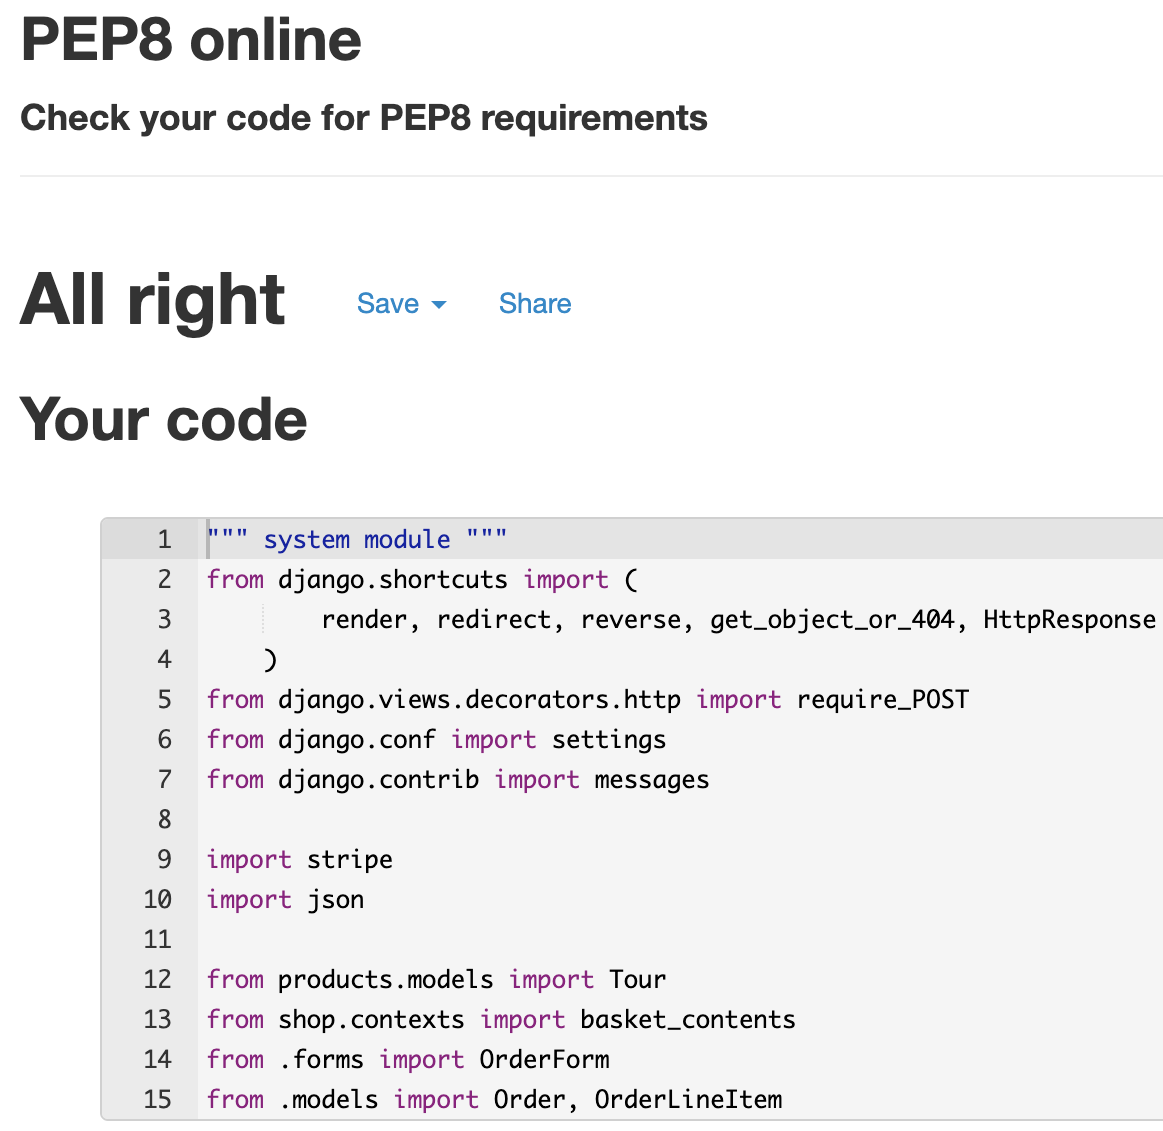 PEP8 online
Check your code for PEP8 requirements
All right Save Share
Your code
1 """ system module """
2 from django.shortcuts import (
3         render, redirect, reverse, get_object_or_404, HttpResponse
4     )
5 from django.views.decorators.http import require_POST
6 from django.conf import settings
7 from django.contrib import messages
8
9 import stripe
10 import json
11
12 from products.models import Tour
13 from shop.contexts import basket_contents
14 from .forms import OrderForm
15 from .models import Order, OrderLineItem